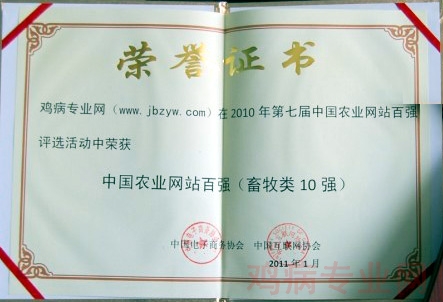 荣誉证书
鸡病专业网（www.jbzyw.com）在2010年第七届中国农业网站百强
评选活动中荣获
中国农业网站百强（畜牧类10强）
中国电子商务协会 中国互联网协会
2011年1月
鸡病专业